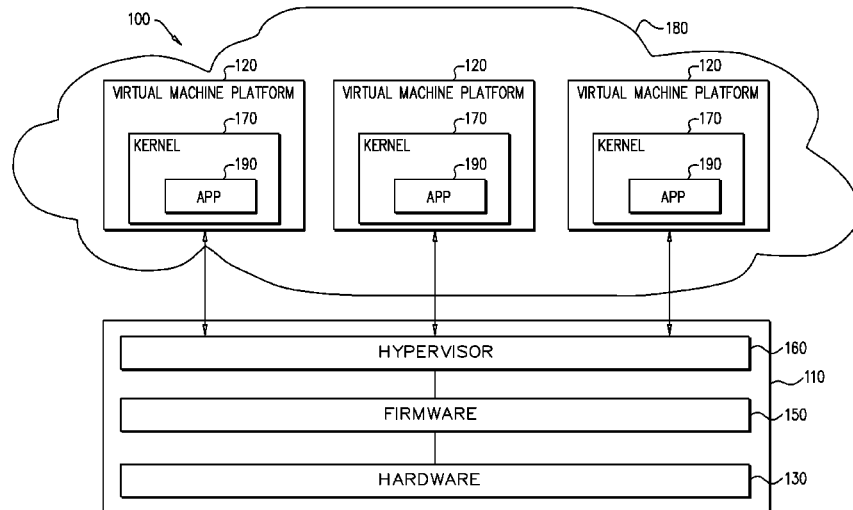 100
180
120 120 120
VIRTUAL MACHINE PLATFORM VIRTUAL MACHINE PLATFORM VIRTUAL MACHINE PLATFORM
170 170 170
KERNEL KERNEL KERNEL
190 190 190
APP APP APP
HYPERVISOR 160
110
FIRMWARE 150
HARDWARE 130